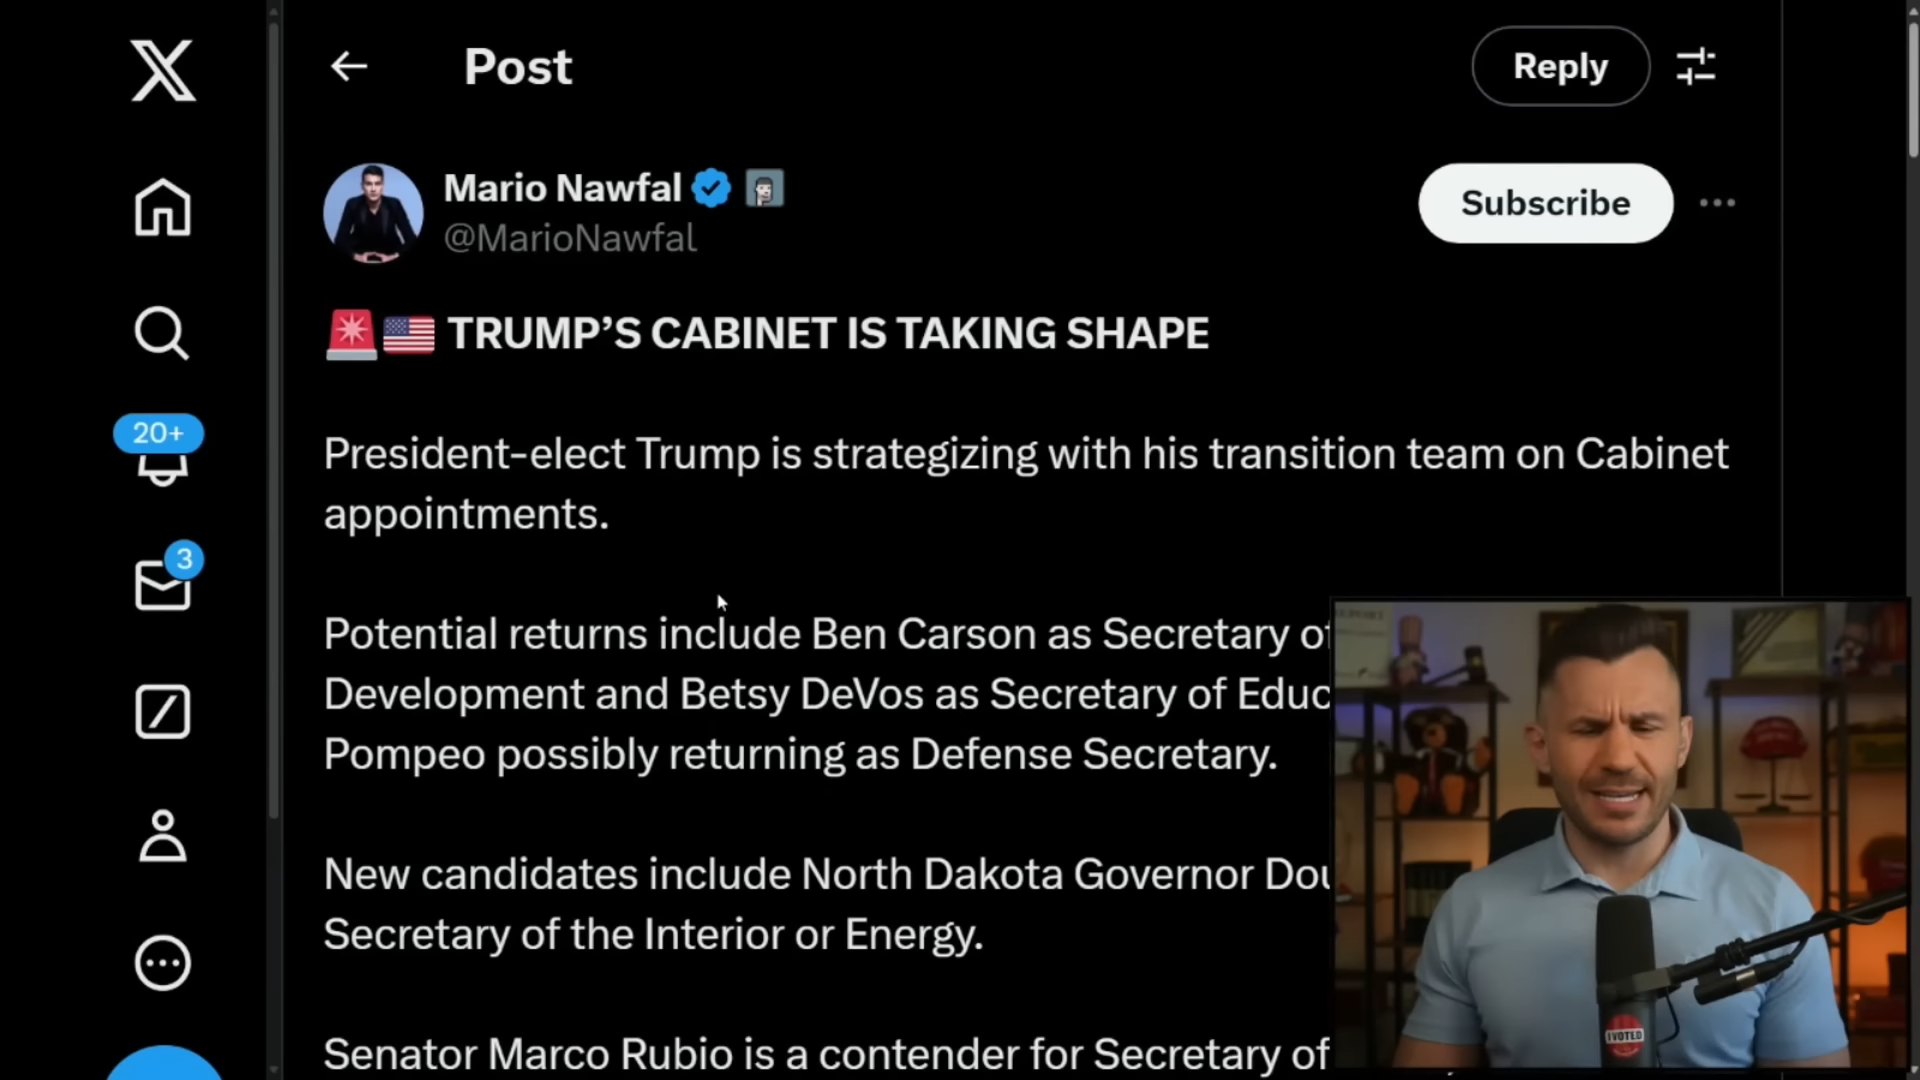 Post
Reply
Mario Nawfal
@MarioNawfal
Subscribe
TRUMP’S CABINET IS TAKING SHAPE
President-elect Trump is strategizing with his transition team on Cabinet
appointments.
20+
3
Potential returns include Ben Carson as Secretary of
Development and Betsy DeVos as Secretary of Educ
Pompeo possibly returning as Defense Secretary.
New candidates include North Dakota Governor Dou
Secretary of the Interior or Energy.
Senator Marco Rubio is a contender for Secretary of
I VOTED